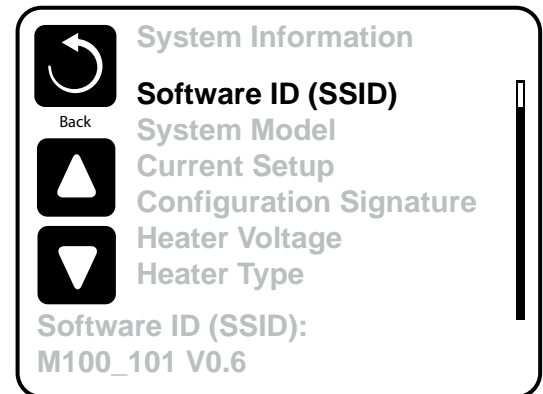 System Information
Software ID (SSID)
Back
System Model
Current Setup
Configuration Signature
Heater Voltage
Heater Type
Software ID (SSID):
M100_101 V0.6